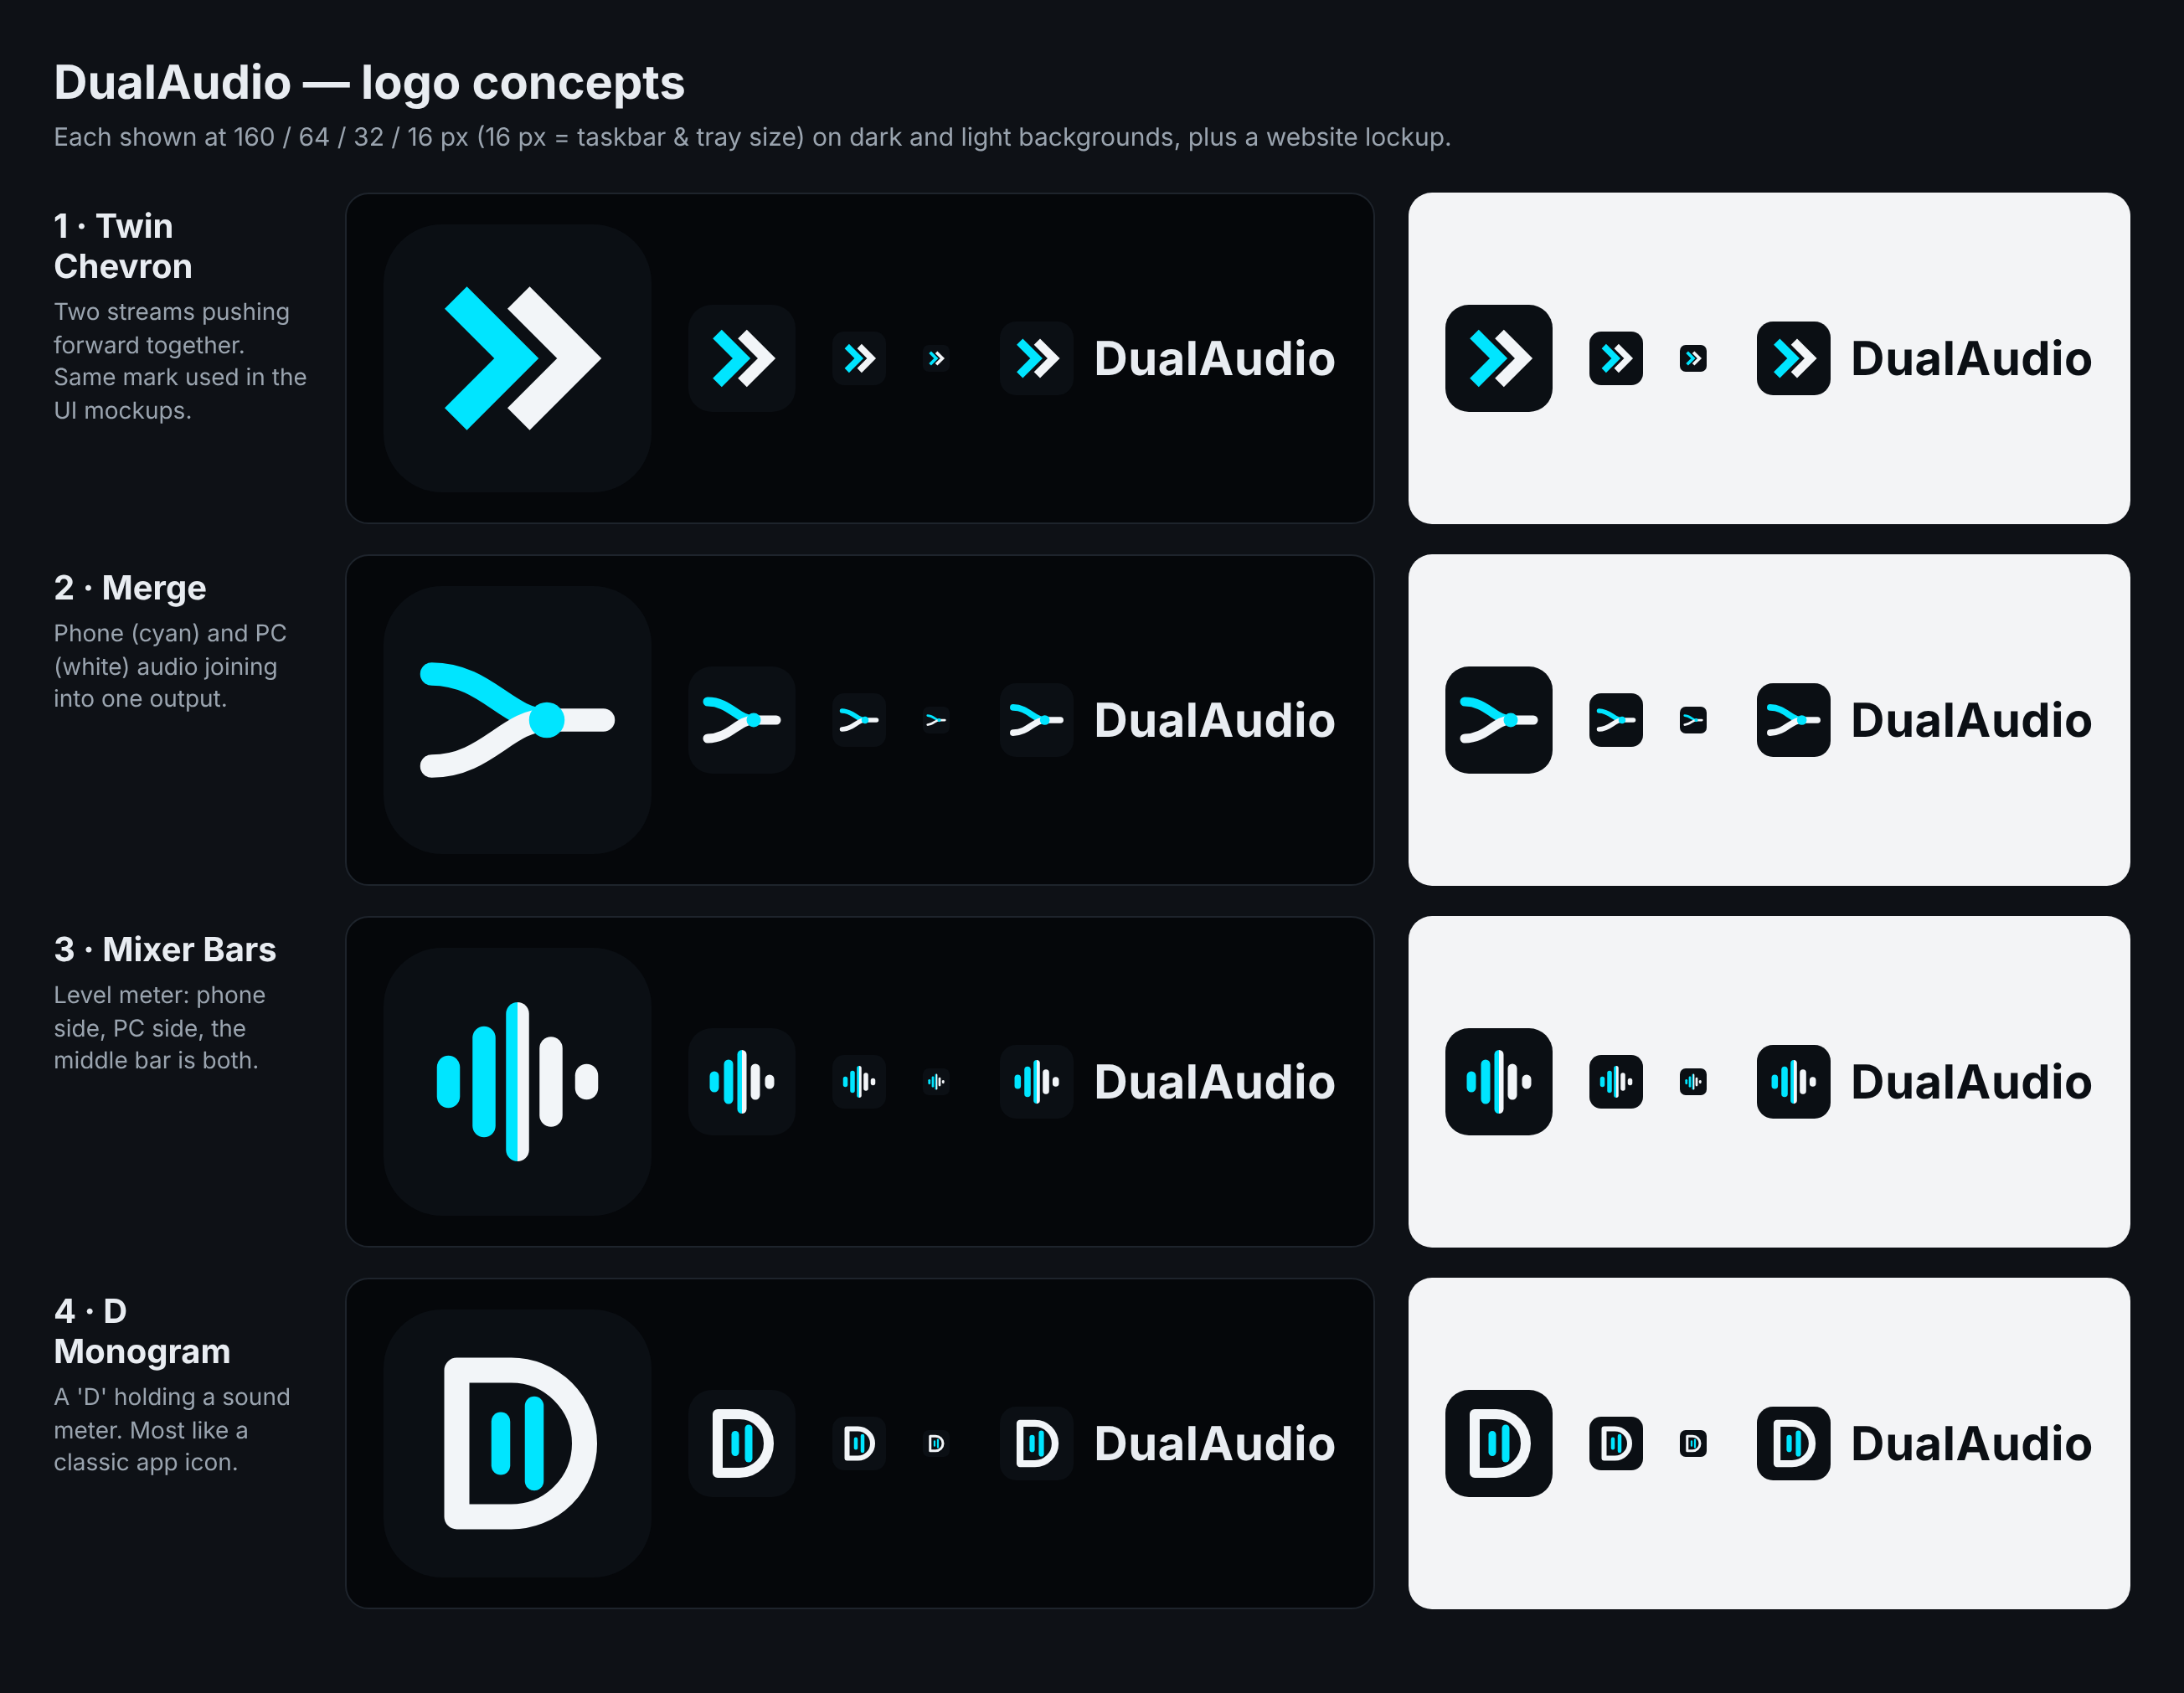 DualAudio — logo concepts
Each shown at 160 / 64 / 32 / 16 px (16 px = taskbar & tray size) on dark and light backgrounds, plus a website lockup.
1 · Twin
Chevron
Two streams pushing
forward together.
Same mark used in the
UI mockups.
DualAudio
DualAudio
2 · Merge
Phone (cyan) and PC
(white) audio joining
into one output.
DualAudio
DualAudio
3 · Mixer Bars
Level meter: phone
side, PC side, the
middle bar is both.
DualAudio
DualAudio
4 · D
Monogram
A 'D' holding a sound
meter. Most like a
classic app icon.
DualAudio
DualAudio